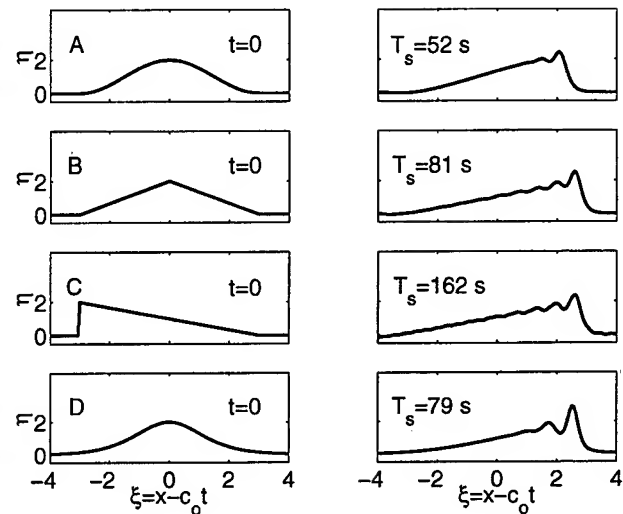 A t=0
η
2
0
T_s=52 s
B t=0
η
2
0
T_s=81 s
C t=0
η
2
0
T_s=162 s
D t=0
η
2
0
T_s=79 s
−4 −2 0 2 4
ξ=x−c_o t
−4 −2 0 2 4
ξ=x−c_o t